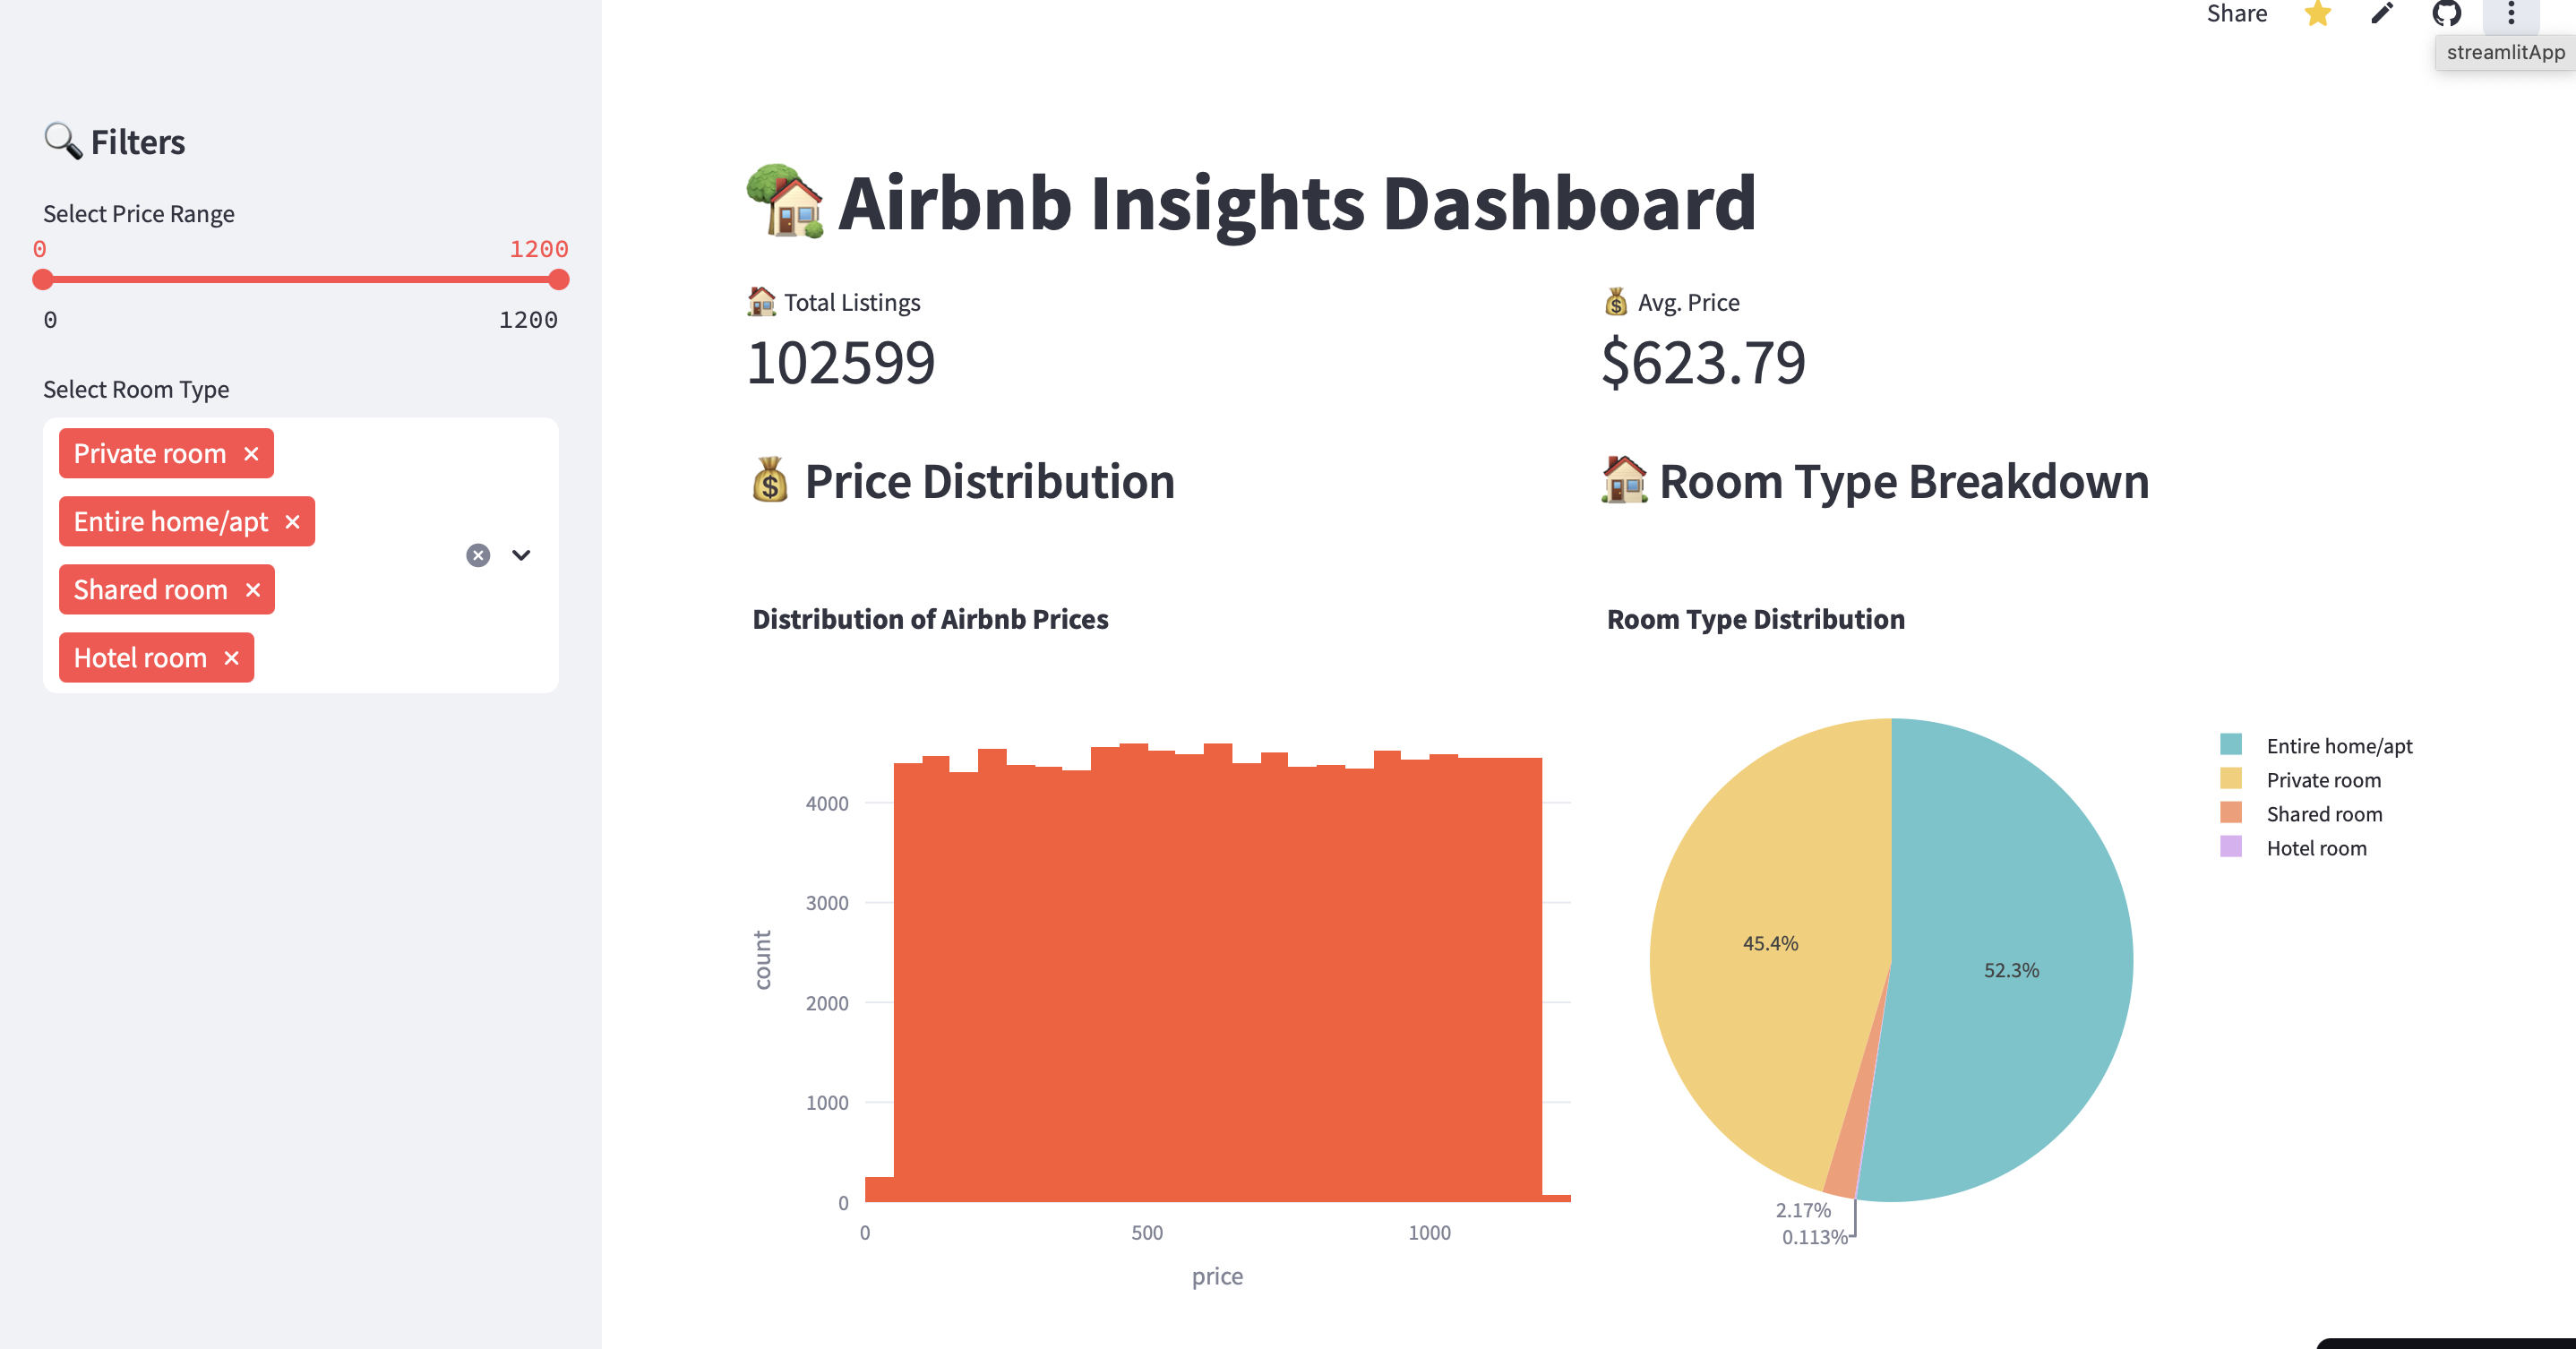 Share
streamlitApp
Filters
Select Price Range
0 1200
0 1200
Select Room Type
Private room
Entire home/apt
Shared room
Hotel room
Airbnb Insights Dashboard
Total Listings
102599
Avg. Price
$623.79
Price Distribution
Room Type Breakdown
Distribution of Airbnb Prices
4000
3000
2000
1000
0
count
0 500 1000
price
Room Type Distribution
45.4%
52.3%
2.17%
0.113%
Entire home/apt
Private room
Shared room
Hotel room